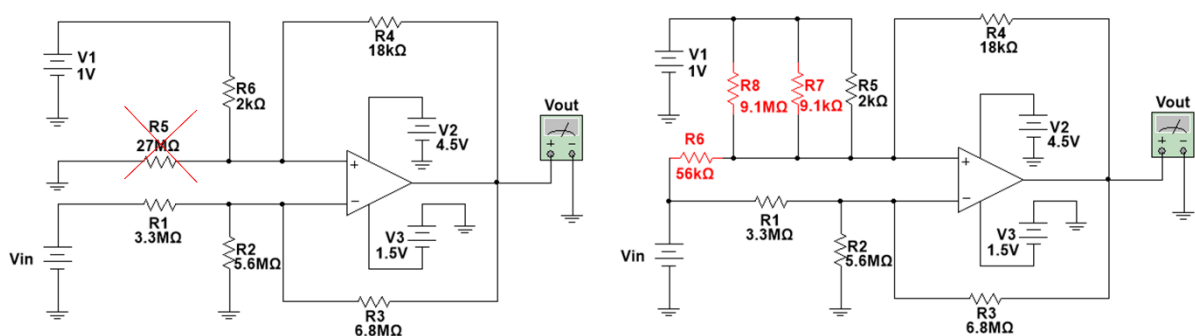 V1
1V
R6
2kΩ
R4
18kΩ
R5
27MΩ
V2
4.5V
Vout
+ −
+
−
R1
3.3MΩ
R2
5.6MΩ
V3
1.5V
Vin
R3
6.8MΩ
V1
1V
R8
9.1MΩ
R7
9.1kΩ
R5
2kΩ
R4
18kΩ
R6
56kΩ
V2
4.5V
Vout
+ −
+
−
R1
3.3MΩ
R2
5.6MΩ
V3
1.5V
Vin
R3
6.8MΩ